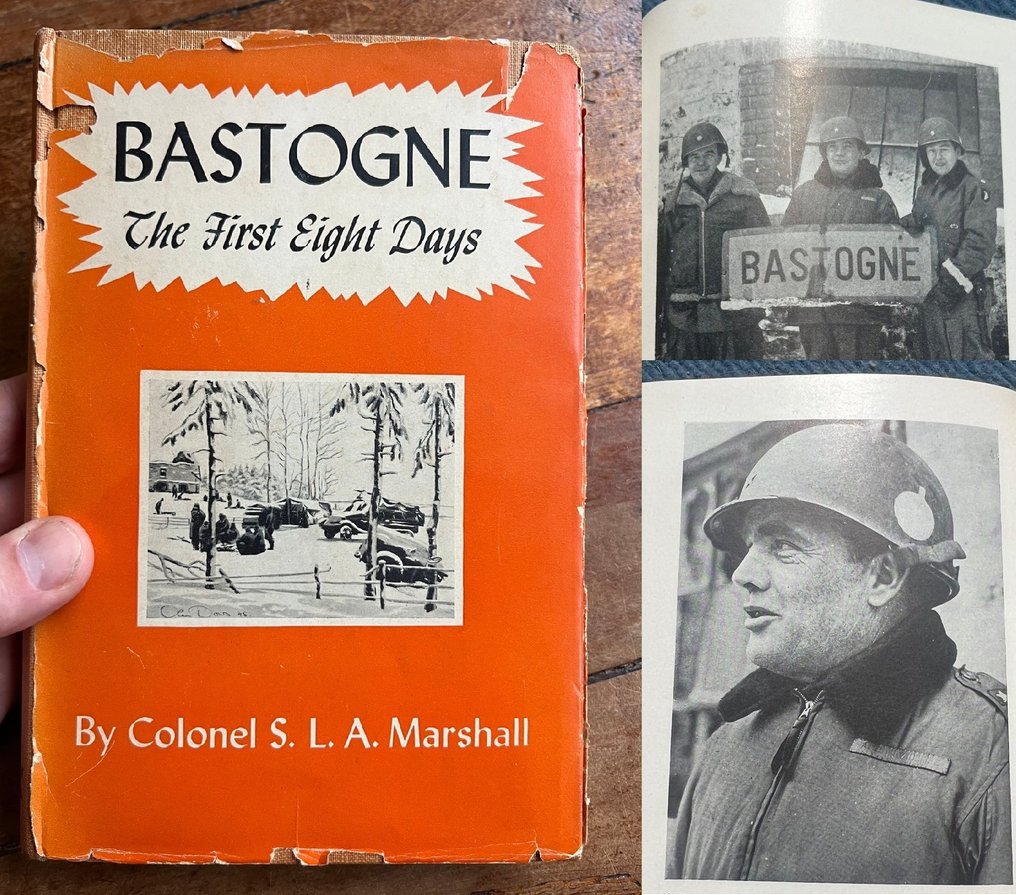 BASTOGNE
The First Eight Days
By Colonel S. L. A. Marshall
BASTOGNE